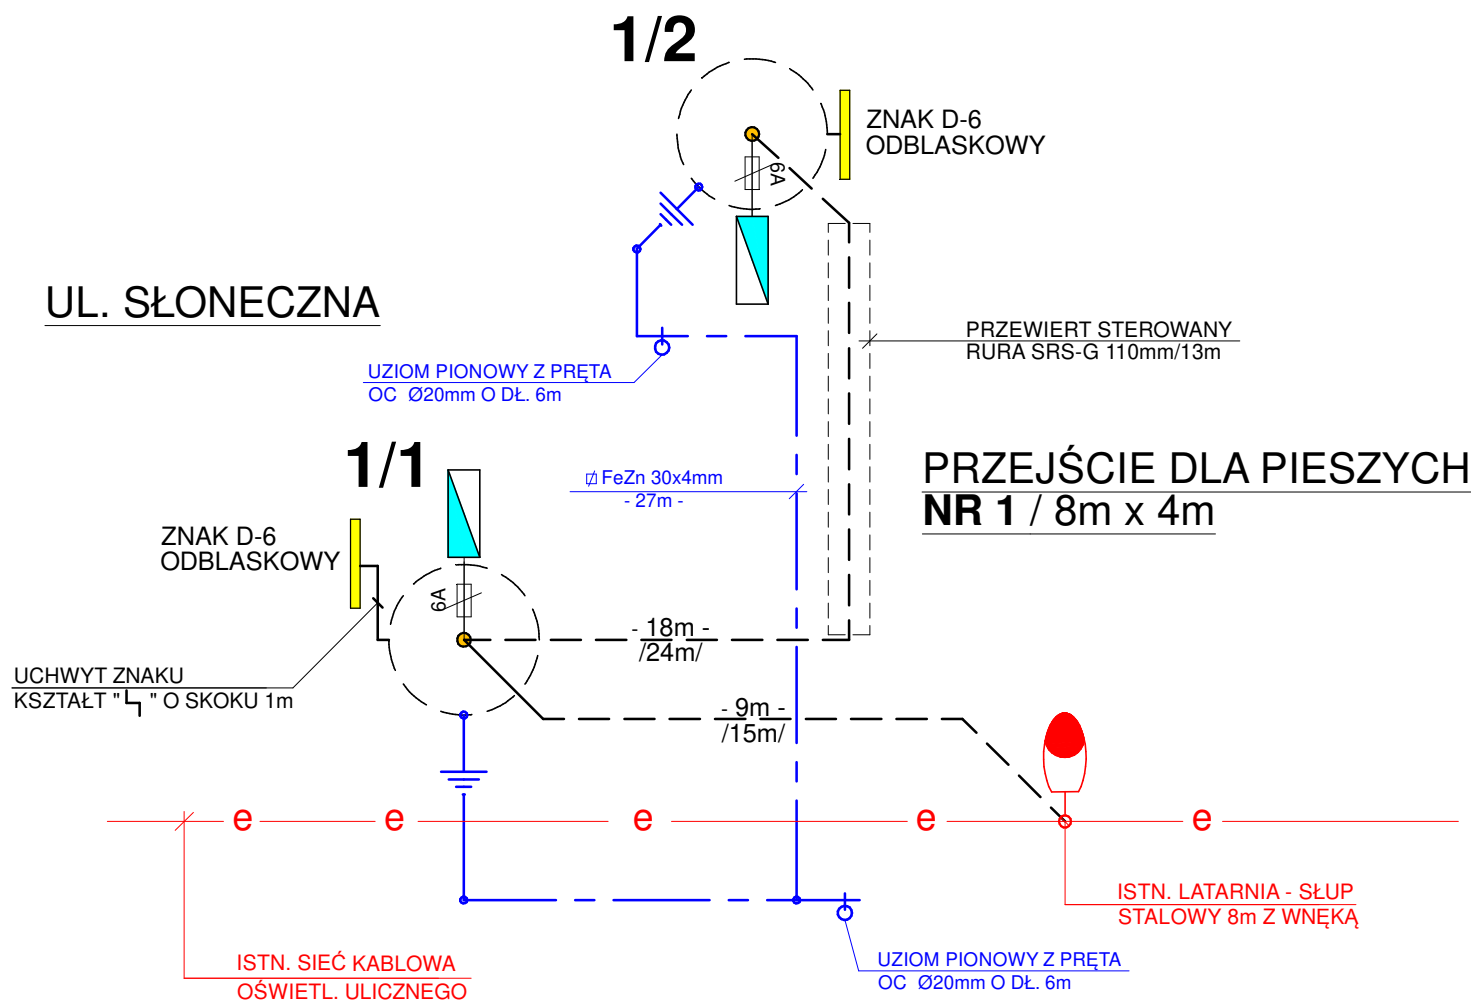 1/2
ZNAK D-6
ODBLASKOWY
6A
UL. SŁONECZNA
PRZEWIERT STEROWANY
RURA SRS-G 110mm/13m
UZIOM PIONOWY Z PRĘTA
OC Ø20mm O DŁ. 6m
1/1
FeZn 30x4mm
- 27m -
PRZEJŚCIE DLA PIESZYCH
NR 1 / 8m x 4m
ZNAK D-6
ODBLASKOWY
6A
- 18m -
/24m/
UCHWYT ZNAKU
KSZTAŁT " " O SKOKU 1m
- 9m -
/15m/
e e e e e
ISTN. LATARNIA - SŁUP
STALOWY 8m Z WNĘKĄ
ISTN. SIEĆ KABLOWA
OŚWIETL. ULICZNEGO
UZIOM PIONOWY Z PRĘTA
OC Ø20mm O DŁ. 6m